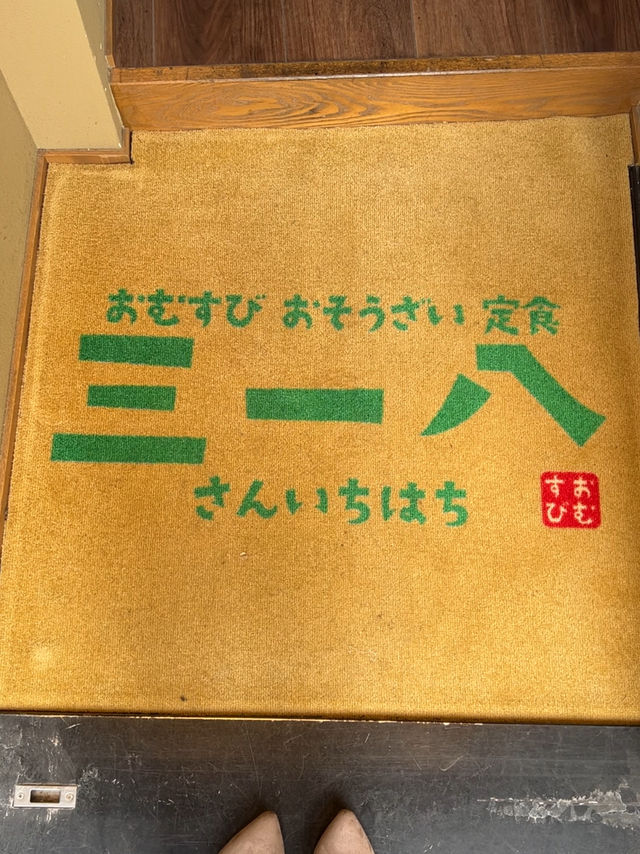 おむすび おそうざい 定食
三一八
さんいちはち
おむすび